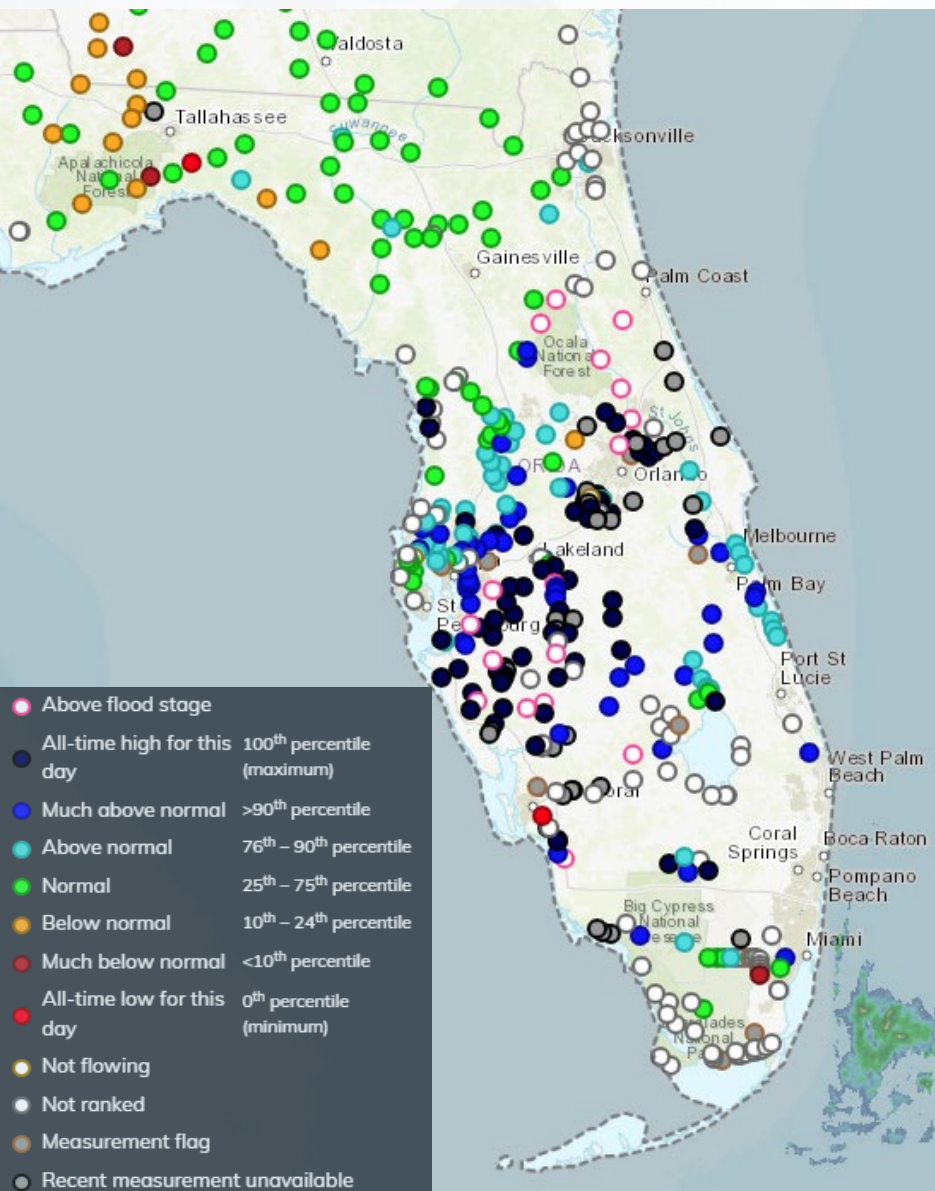 Valdosta
Tallahassee
Suwannee
Jacksonville
Apalachicola
National
Forest
Gainesville
Palm Coast
Ocala
National
Forest
St Johns
Orlando
Melbourne
Lakeland
Palm Bay
St
Port St
Lucie
West Palm
Beach
Coral
Springs
Boca Raton
Pompano
Beach
Big Cypress
National
Miami
Above flood stage
All-time high for this 100th percentile
day (maximum)
Much above normal >90th percentile
Above normal 76th – 90th percentile
Normal 25th – 75th percentile
Below normal 10th – 24th percentile
Much below normal <10th percentile
All-time low for this 0th percentile
day (minimum)
Not flowing
Not ranked
Measurement flag
Recent measurement unavailable